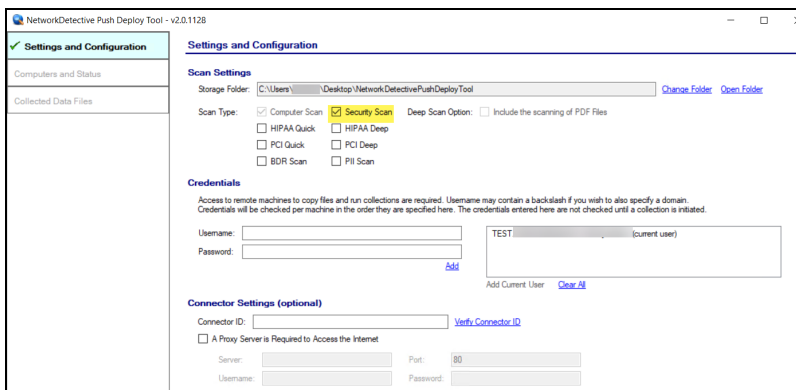 NetworkDetective Push Deploy Tool - v2.0.1128
Settings and Configuration
Computers and Status
Collected Data Files
Settings and Configuration
Scan Settings
Storage Folder: C:\Users\ \Desktop\NetworkDetectivePushDeployTool Change Folder Open Folder
Scan Type: Computer Scan Security Scan Deep Scan Option: Include the scanning of PDF Files
HIPAA Quick HIPAA Deep
PCI Quick PCI Deep
BDR Scan PII Scan
Credentials
Access to remote machines to copy files and run collections are required. Username may contain a backslash if you wish to also specify a domain.
Credentials will be checked per machine in the order they are specified here. The credentials entered here are not checked until a collection is initiated.
Username: TEST (current user)
Password:
Add
Add Current User Clear All
Connector Settings (optional)
Connector ID: Verify Connector ID
A Proxy Server is Required to Access the Internet
Server: Port: 80
Username: Password: